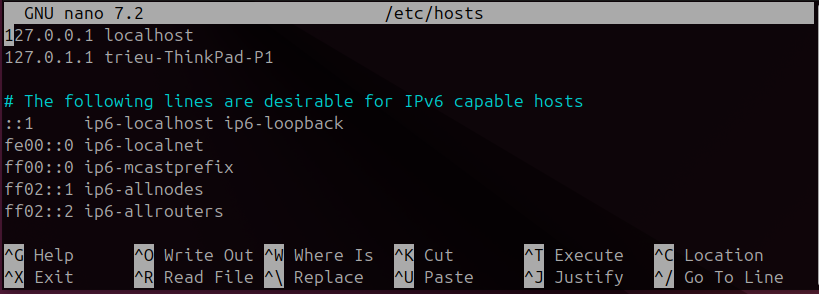 GNU nano 7.2 /etc/hosts
127.0.0.1 localhost
127.0.1.1 trieu-ThinkPad-P1
# The following lines are desirable for IPv6 capable hosts
::1     ip6-localhost ip6-loopback
fe00::0 ip6-localnet
ff00::0 ip6-mcastprefix
ff02::1 ip6-allnodes
ff02::2 ip6-allrouters
^G Help ^O Write Out ^W Where Is ^K Cut ^T Execute ^C Location
^X Exit ^R Read File ^\ Replace ^U Paste ^J Justify ^/ Go To Line